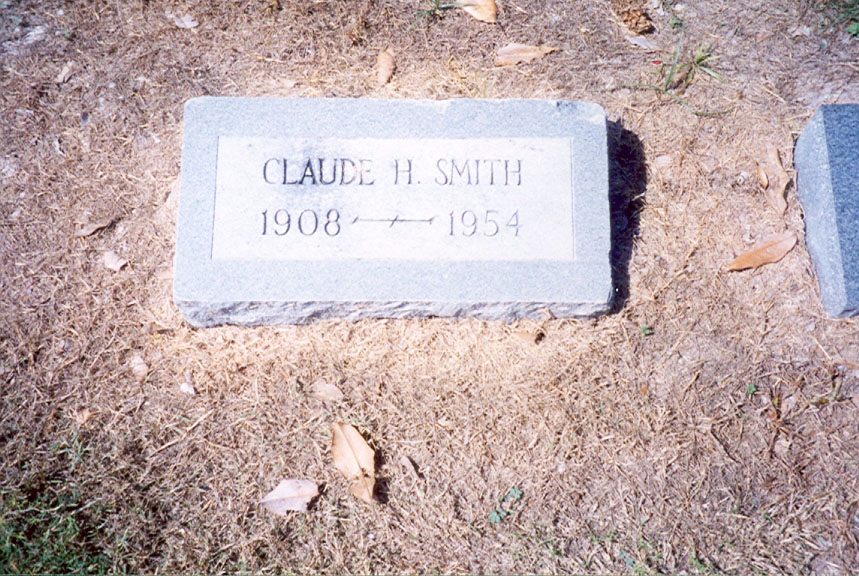 CLAUDE H. SMITH
1908 — 1954